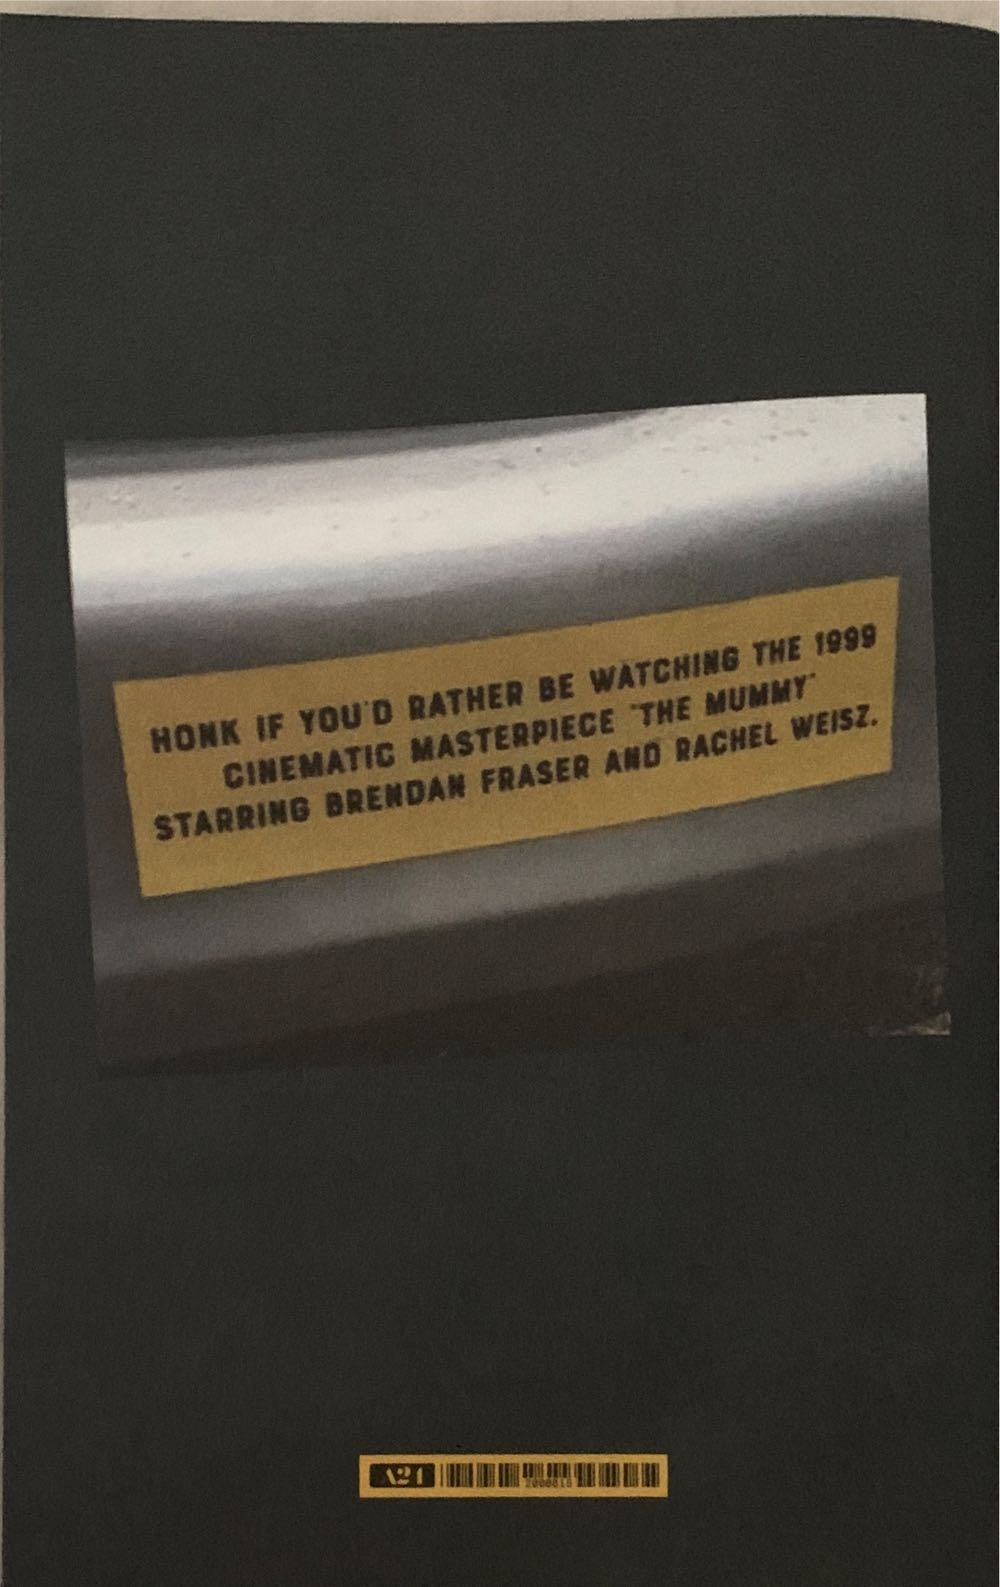 HONK IF YOU'D RATHER BE WATCHING THE 1999
CINEMATIC MASTERPIECE "THE MUMMY"
STARRING BRENDAN FRASER AND RACHEL WEISZ.
A24